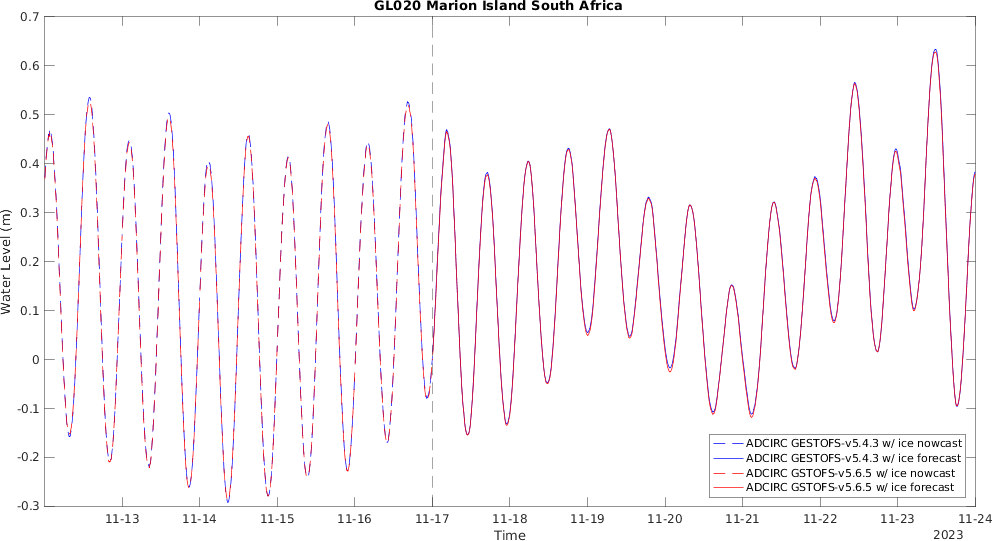 GL020 Marion Island South Africa
0.7
0.6
0.5
0.4
0.3
0.2
0.1
0
-0.1
-0.2
-0.3
Water Level (m)
ADCIRC GESTOFS-v5.4.3 w/ ice nowcast
ADCIRC GESTOFS-v5.4.3 w/ ice forecast
ADCIRC GSTOFS-v5.6.5 w/ ice nowcast
ADCIRC GSTOFS-v5.6.5 w/ ice forecast
11-13 11-14 11-15 11-16 11-17 11-18 11-19 11-20 11-21 11-22 11-23 11-24
Time
2023